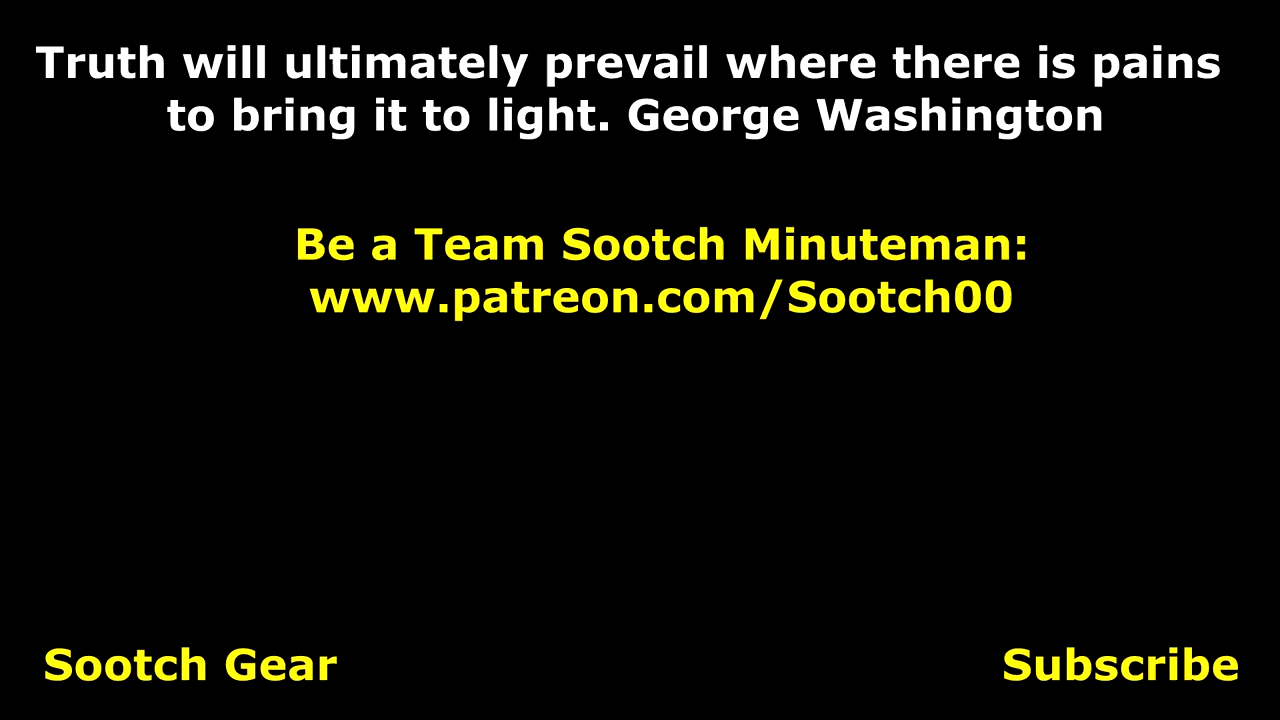 Truth will ultimately prevail where there is pains
to bring it to light. George Washington
Be a Team Sootch Minuteman:
www.patreon.com/Sootch00
Sootch Gear
Subscribe